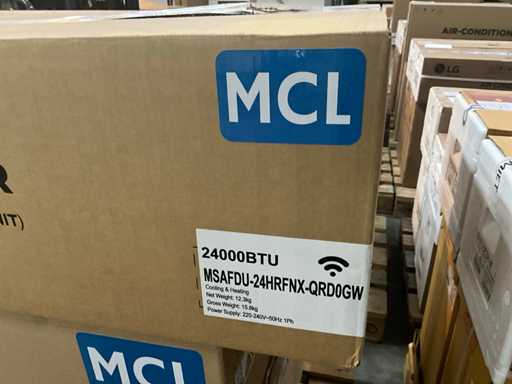 MCL
AIR-CONDITION
LG
R
NIT)
24000BTU
MSAFDU-24HRFNX-QRD0GW
Cooling & Heating
Net Weight: 12.3kg
Gross Weight: 15.8kg
Power Supply: 220-240V~50Hz 1Ph
MCL